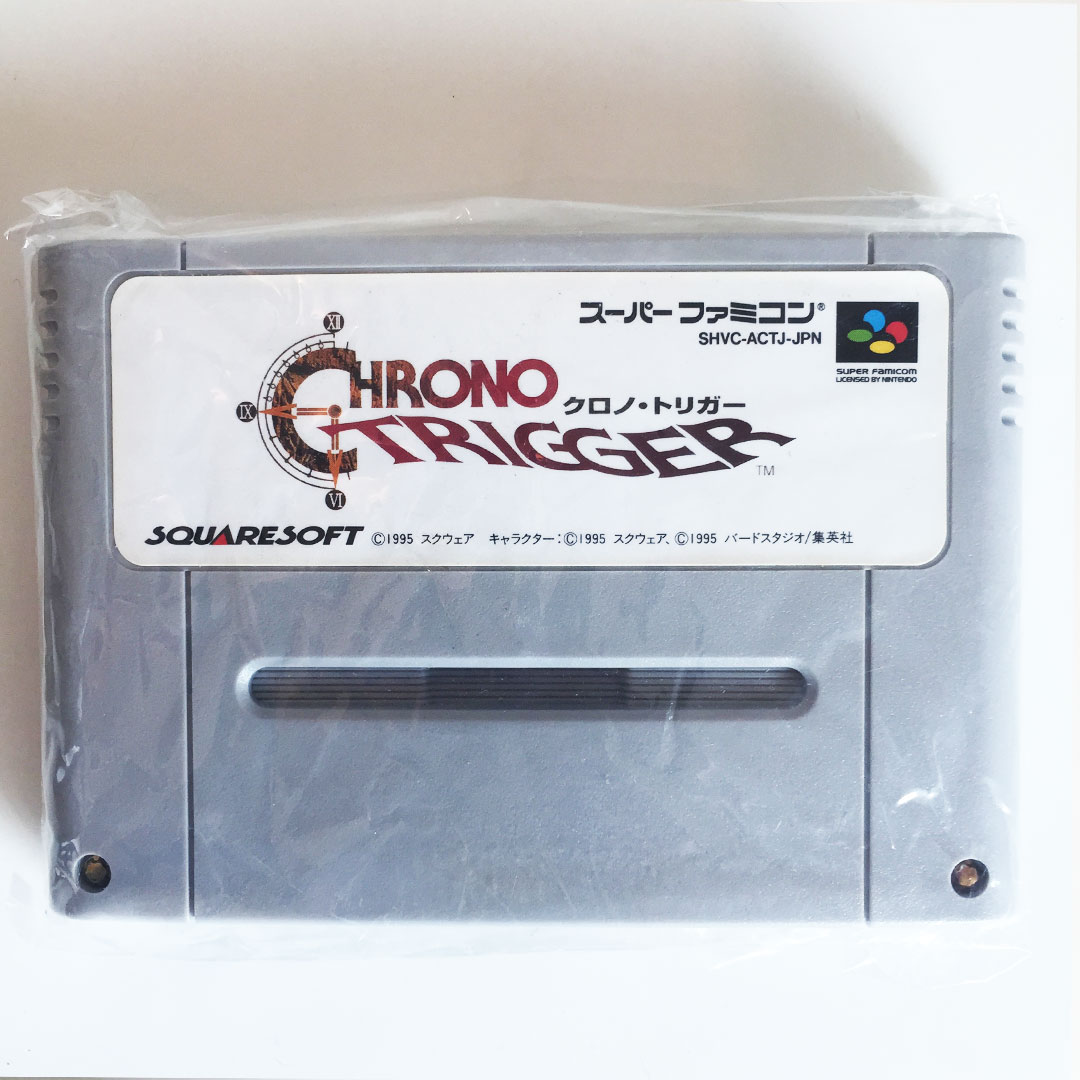 スーパーファミコン®
SHVC-ACTJ-JPN
SUPER FAMICOM
LICENSED BY NINTENDO
XII
IX
VI
CHRONO
クロノ・トリガー
TRIGGER
TM
SQUARESOFT ©1995 スクウェア キャラクター:©1995 スクウェア、©1995 バードスタジオ/集英社